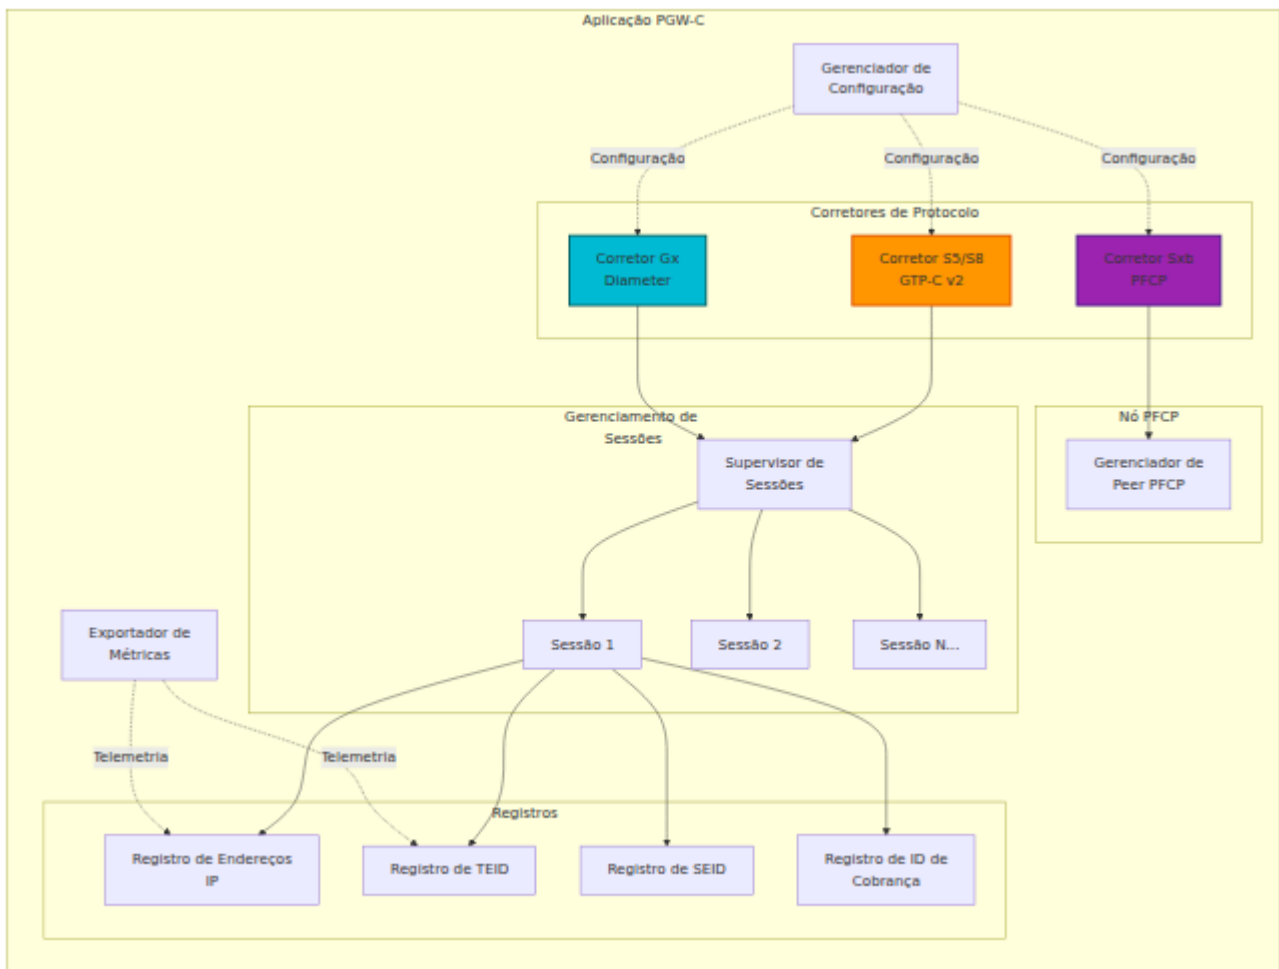 Aplicação PGW-C
Gerenciador de
Configuração
Configuração
Configuração
Configuração
Corretores de Protocolo
Corretor Gx
Diameter
Corretor S5/S8
GTP-C v2
Corretor Sxb
PFCP
Gerenciamento de
Sessões
Nó PFCP
Supervisor de
Sessões
Gerenciador de
Peer PFCP
Exportador de
Métricas
Sessão 1
Sessão 2
Sessão N...
Telemetria
Telemetria
Registros
Registro de Endereços
IP
Registro de TEID
Registro de SEID
Registro de ID de
Cobrança